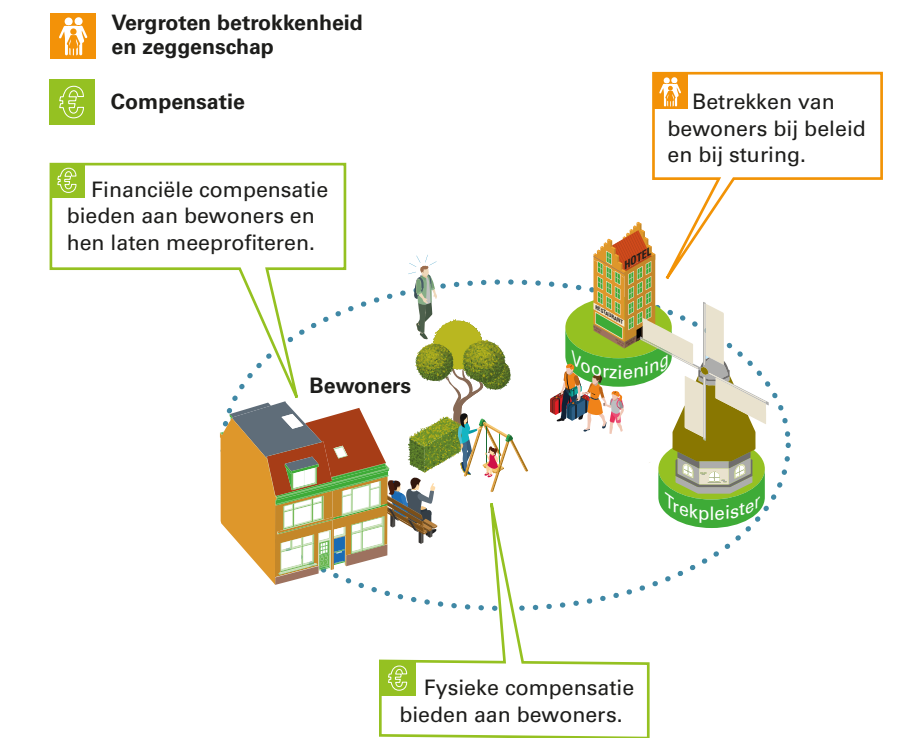 Vergroten betrokkenheid
en zeggenschap
Compensatie
Betrekken van
bewoners bij beleid
en bij sturing.
Financiële compensatie
bieden aan bewoners en
hen laten meeprofiteren.
HOTEL
RESTAURANT
Voorziening
Bewoners
Trekpleister
Fysieke compensatie
bieden aan bewoners.